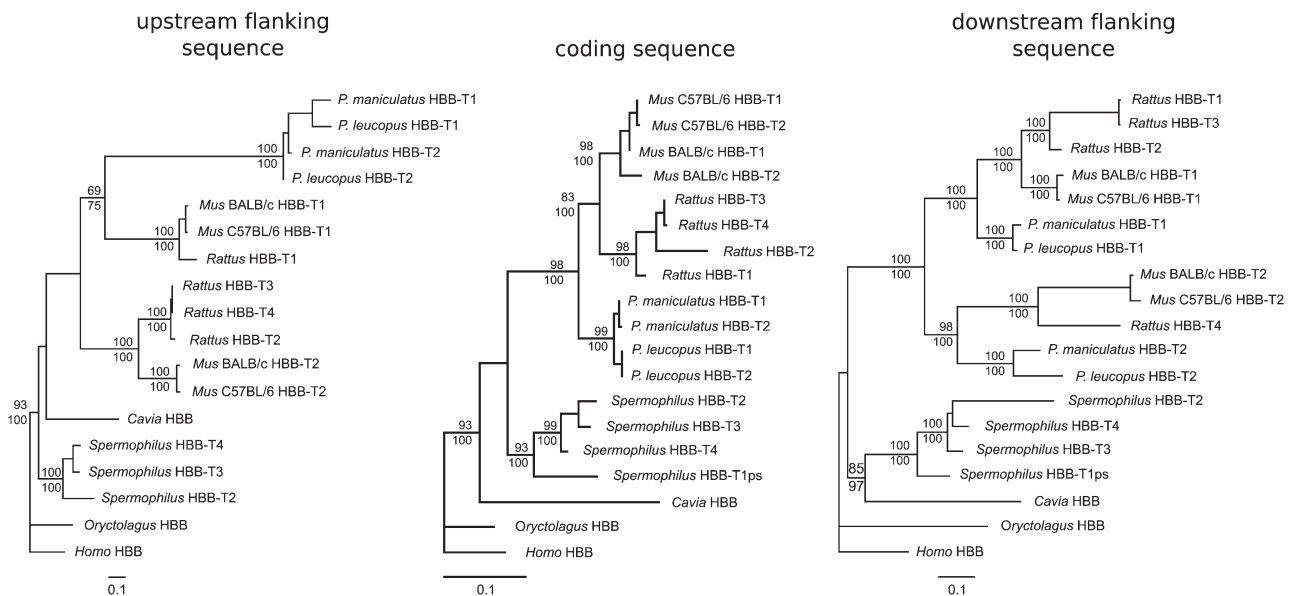 upstream flanking
sequence
P. maniculatus HBB-T1
P. leucopus HBB-T1
P. maniculatus HBB-T2
P. leucopus HBB-T2
100
100
69
75
Mus BALB/c HBB-T1
Mus C57BL/6 HBB-T1
Rattus HBB-T1
100
100
Rattus HBB-T3
Rattus HBB-T4
Rattus HBB-T2
100
100
100
100
Mus BALB/c HBB-T2
Mus C57BL/6 HBB-T2
100
100
Cavia HBB
93
100
Spermophilus HBB-T4
Spermophilus HBB-T3
Spermophilus HBB-T2
100
100
Oryctolagus HBB
Homo HBB
0.1
coding sequence
Mus C57BL/6 HBB-T1
Mus C57BL/6 HBB-T2
Mus BALB/c HBB-T1
Mus BALB/c HBB-T2
98
100
83
100
Rattus HBB-T3
Rattus HBB-T4
Rattus HBB-T2
Rattus HBB-T1
98
100
98
100
P. maniculatus HBB-T1
P. maniculatus HBB-T2
P. leucopus HBB-T1
P. leucopus HBB-T2
99
100
Spermophilus HBB-T2
Spermophilus HBB-T3
Spermophilus HBB-T4
Spermophilus HBB-T1ps
99
100
93
100
93
100
Cavia HBB
Oryctolagus HBB
Homo HBB
0.1
downstream flanking
sequence
Rattus HBB-T1
Rattus HBB-T3
Rattus HBB-T2
100
100
100
100
Mus BALB/c HBB-T1
Mus C57BL/6 HBB-T1
100
100
100
100
P. maniculatus HBB-T1
P. leucopus HBB-T1
100
100
100
100
Mus BALB/c HBB-T2
Mus C57BL/6 HBB-T2
Rattus HBB-T4
100
100
98
100
P. maniculatus HBB-T2
P. leucopus HBB-T2
100
100
Spermophilus HBB-T2
Spermophilus HBB-T4
Spermophilus HBB-T3
Spermophilus HBB-T1ps
100
100
100
100
85
97
Cavia HBB
Oryctolagus HBB
Homo HBB
0.1